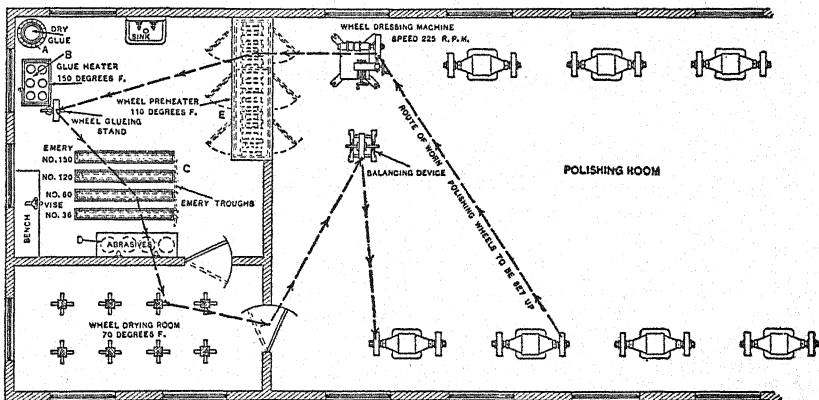 DRY
GLUE
A
SINK
B
GLUE HEATER
150 DEGREES F.
WHEEL DRESSING MACHINE
SPEED 225 R.P.M.
WHEEL PREHEATER
110 DEGREES F.
E
WHEEL GLUEING
STAND
EMERY
NO. 150
NO. 120
NO. 60
NO. 36
C
EMERY TROUGHS
VISE
BENCH
ABRASIVES
BALANCING DEVICE
ROUTE OF WORN POLISHING WHEELS TO BE SET UP
POLISHING ROOM
WHEEL DRYING ROOM
70 DEGREES F.